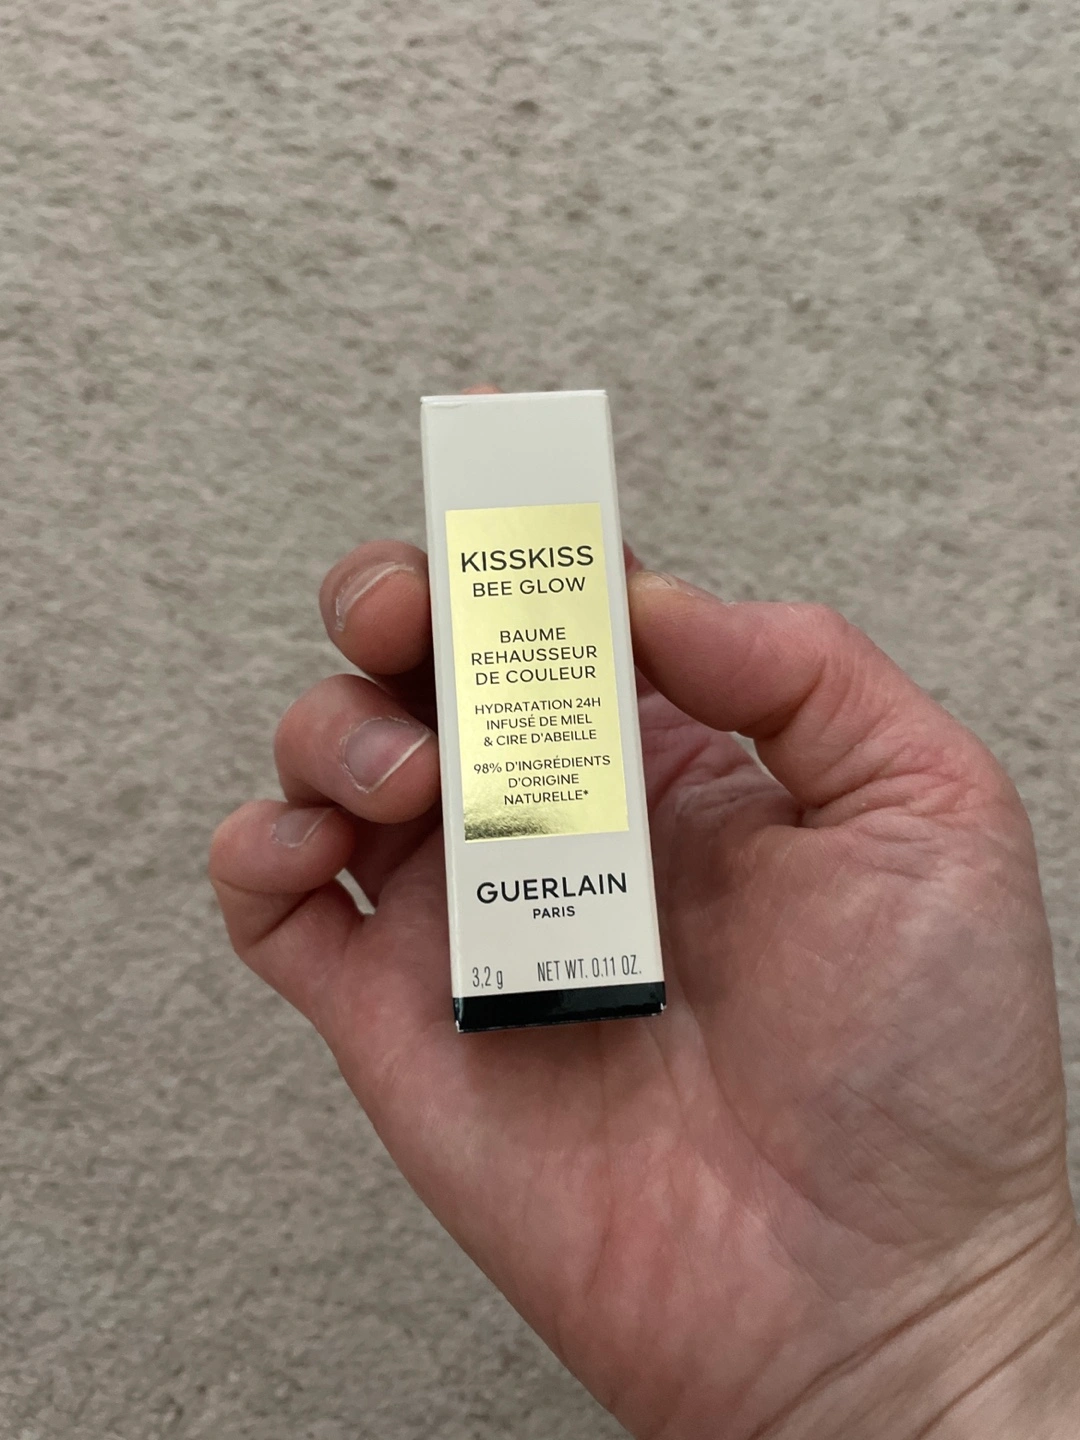 KISSKISS
BEE GLOW
BAUME
REHAUSSEUR
DE COULEUR
HYDRATATION 24H
INFUSÉ DE MIEL
& CIRE D'ABEILLE
98% D'INGRÉDIENTS
D'ORIGINE
NATURELLE*
GUERLAIN
PARIS
3,2 g NET WT. 0.11 OZ.